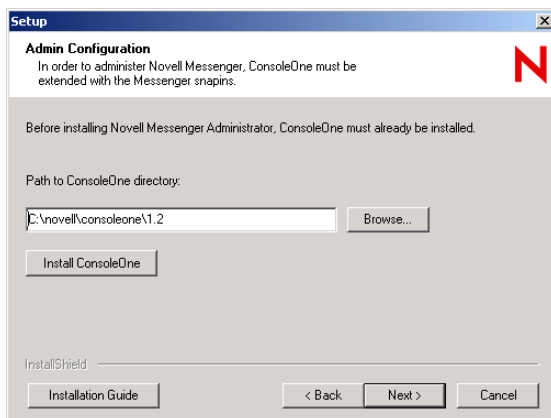 Setup
Admin Configuration
In order to administer Novell Messenger, ConsoleOne must be
extended with the Messenger snapins.
N
Before installing Novell Messenger Administrator, ConsoleOne must already be installed.
Path to ConsoleOne directory:
C:\novell\consoleone\1.2
Browse...
Install ConsoleOne
InstallShield
Installation Guide
< Back
Next >
Cancel